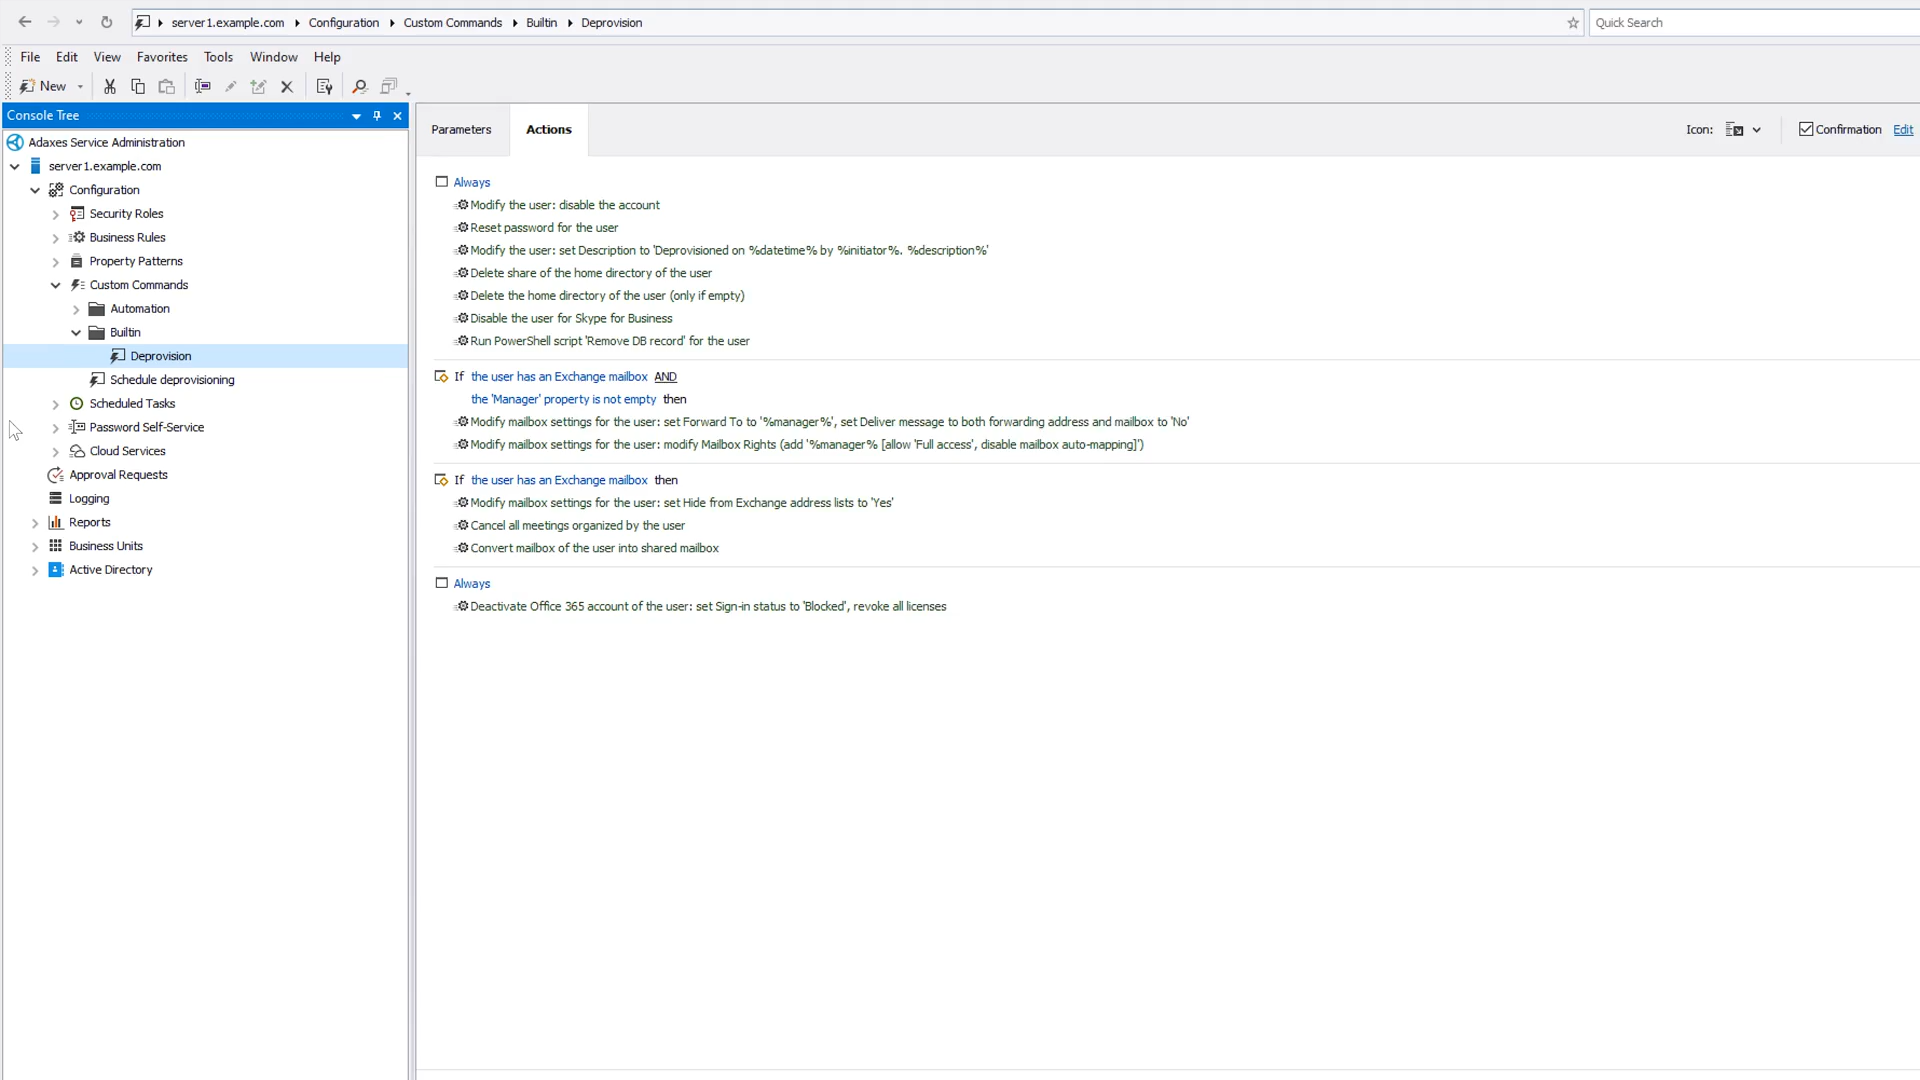 server1.example.com Configuration Custom Commands Builtin Deprovision
Quick Search
File Edit View Favorites Tools Window Help
New
Console Tree
Adaxes Service Administration
server1.example.com
Configuration
Security Roles
Business Rules
Property Patterns
Custom Commands
Automation
Builtin
Deprovision
Schedule deprovisioning
Scheduled Tasks
Password Self-Service
Cloud Services
Approval Requests
Logging
Reports
Business Units
Active Directory
Parameters Actions
Icon: Confirmation Edit
Always
Modify the user: disable the account
Reset password for the user
Modify the user: set Description to 'Deprovisioned on %datetime% by %initiator%. %description%'
Delete share of the home directory of the user
Delete the home directory of the user (only if empty)
Disable the user for Skype for Business
Run PowerShell script 'Remove DB record' for the user
If the user has an Exchange mailbox AND
the 'Manager' property is not empty then
Modify mailbox settings for the user: set Forward To to '%manager%', set Deliver message to both forwarding address and mailbox to 'No'
Modify mailbox settings for the user: modify Mailbox Rights (add '%manager% [allow 'Full access', disable mailbox auto-mapping]')
If the user has an Exchange mailbox then
Modify mailbox settings for the user: set Hide from Exchange address lists to 'Yes'
Cancel all meetings organized by the user
Convert mailbox of the user into shared mailbox
Always
Deactivate Office 365 account of the user: set Sign-in status to 'Blocked', revoke all licenses